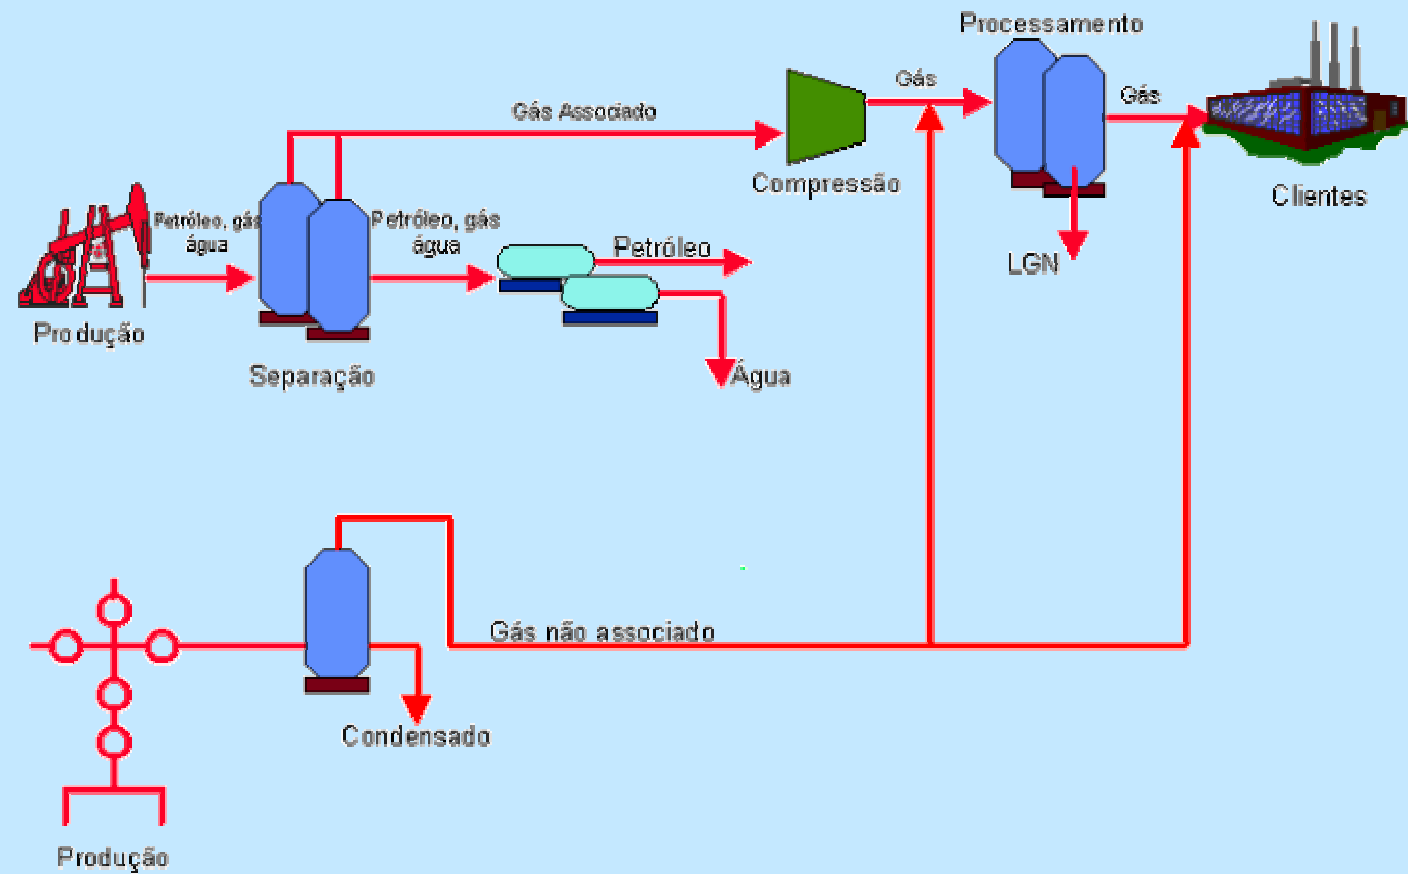 Processamento
Gás
Gás
Gás Associado
Compressão
Clientes
Petróleo, gás
água
Petróleo, gás
água
Petróleo
LGN
Produção
Separação
Água
Gás não associado
Condensado
Produção